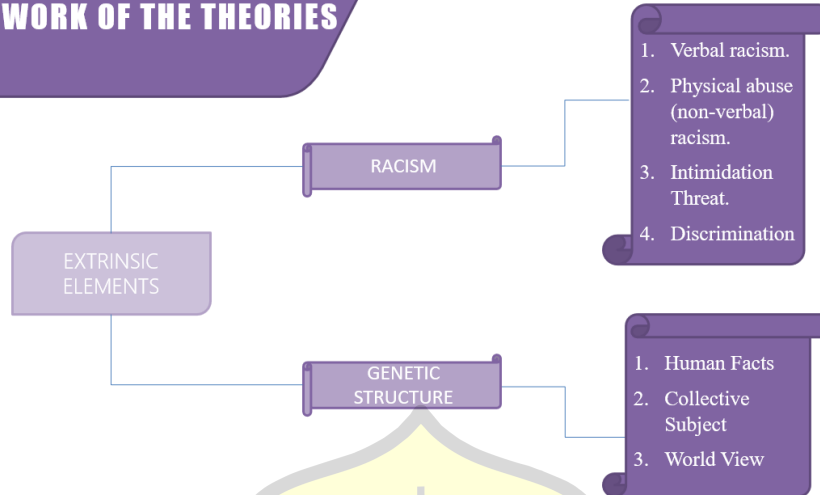 WORK OF THE THEORIES
EXTRINSIC
ELEMENTS
RACISM
1. Verbal racism.
2. Physical abuse
(non-verbal)
racism.
3. Intimidation
Threat.
4. Discrimination
GENETIC
STRUCTURE
1. Human Facts
2. Collective
Subject
3. World View